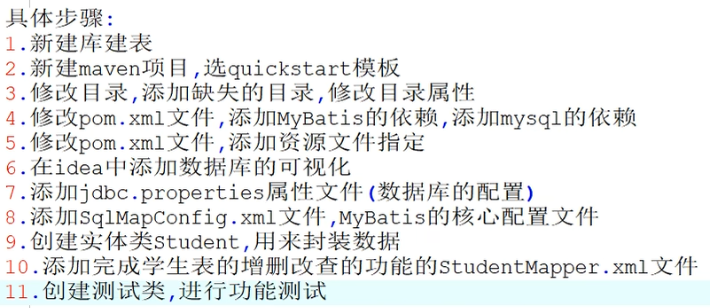 具体步骤:
1.新建库建表
2.新建maven项目,选quickstart模板
3.修改目录,添加缺失的目录,修改目录属性
4.修改pom.xml文件,添加MyBatis的依赖,添加mysql的依赖
5.修改pom.xml文件,添加资源文件指定
6.在idea中添加数据库的可视化
7.添加jdbc.properties属性文件(数据库的配置)
8.添加SqlMapConfig.xml文件,MyBatis的核心配置文件
9.创建实体类Student,用来封装数据
10.添加完成学生表的增删改查的功能的StudentMapper.xml文件
11.创建测试类,进行功能测试